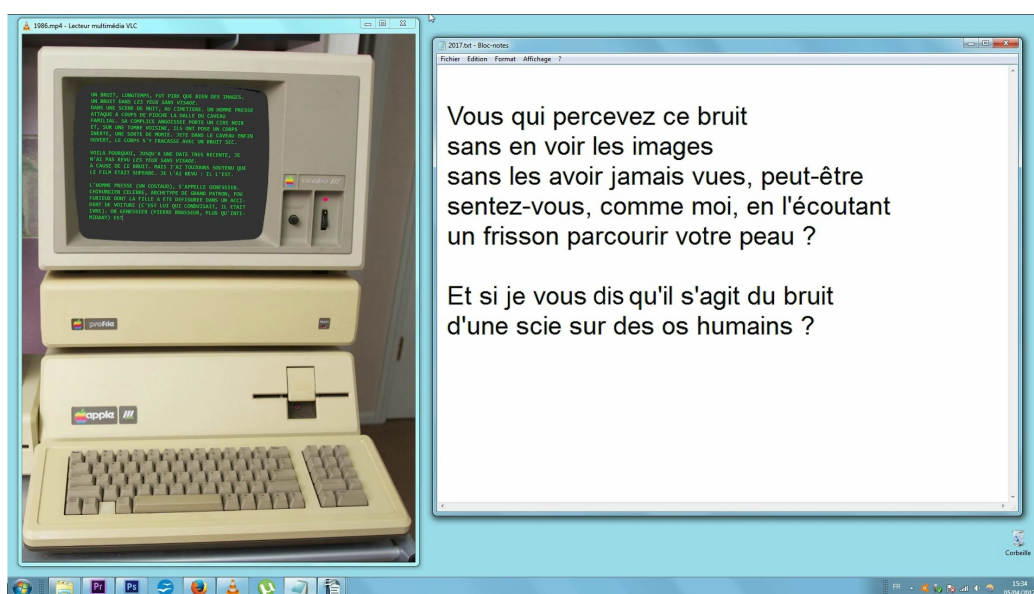 1986.mp4 - Lecteur multimédia VLC
UN BRUIT, LONGTEMPS, FUT PIRE QUE BIEN DES IMAGES.
UN BRUIT DANS LES YEUX SANS VISAGE.
DANS UNE SCENE DE NUIT, AU CIMETIERE. UN HOMME PRESSE
ATTAQUE A COUPS DE PIOCHE LA DALLE DU CAVEAU
FAMILIAL. SA COMPLICE ANGOISSEE PORTE UN CIRE NOIR
ET, SUR UNE TOMBE VOISINE, ILS ONT POSE UN CORPS
INERTE, UNE SORTE DE MOMIE. JETE DANS LE CAVEAU ENFIN
OUVERT, LE CORPS S'Y FRACASSE AVEC UN BRUIT SEC.
VOILA POURQUOI, JUSQU'A UNE DATE TRES RECENTE, JE
N'AI PAS REVU LES YEUX SANS VISAGE.
A CAUSE DE CE BRUIT. MAIS J'AI TOUJOURS SOUTENU QUE
LE FILM ETAIT SUPERBE. JE L'AI REVU : IL L'EST.
L'HOMME PRESSE (UN COSTAUD), S'APPELLE GENESSIER,
CHIRURGIEN CELEBRE, ARCHETYPE DE GRAND PATRON, FOU
FURIEUX DONT LA FILLE A ETE DEFIGUREE DANS UN ACCI-
DENT DE VOITURE (C'EST LUI QUI CONDUISAIT, IL ETAIT
IVRE). OR GENESSIER (PIERRE BRASSEUR, PLUS QU'INTI-
MIDANT) EST
monitor ///
profile
apple ///
2017.txt - Bloc-notes
Fichier Edition Format Affichage ?
Vous qui percevez ce bruit
sans en voir les images
sans les avoir jamais vues, peut-être
sentez-vous, comme moi, en l'écoutant
un frisson parcourir votre peau ?
Et si je vous dis qu'il s'agit du bruit
d'une scie sur des os humains ?
Corbeille
Pr
Ps
FR
15:34